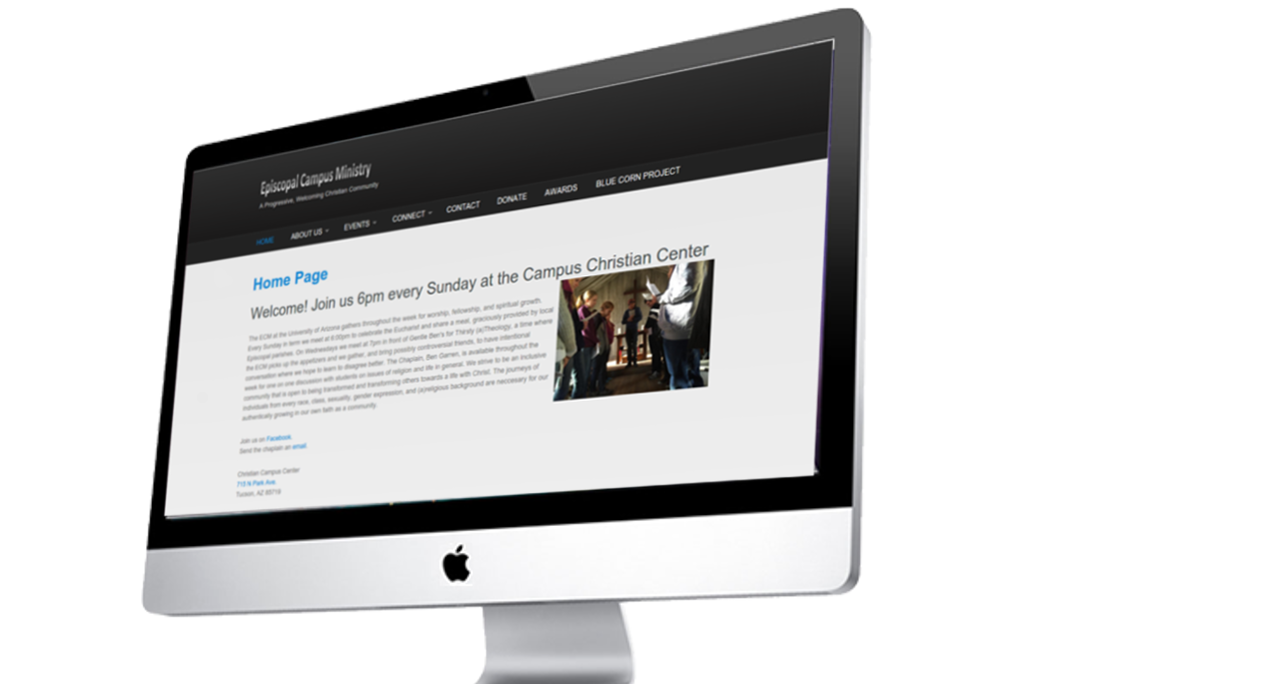 Episcopal Campus Ministry
A Progressive, Welcoming Christian Community
HOME ABOUT US EVENTS CONNECT CONTACT DONATE AWARDS BLUE CORN PROJECT
Home Page
Welcome! Join us 6pm every Sunday at the Campus Christian Center
The ECM at the University of Arizona gathers throughout the week for worship, fellowship, and spiritual growth.
Every Sunday in term we meet at 6:00pm to celebrate the Eucharist and share a meal, graciously provided by local
Episcopal parishes. On Wednesdays we meet at 7pm in front of Gentle Ben's for Thirsty (a)Theology, a time where
the ECM picks up the appetizers and we gather, and bring possibly controversial friends, to have intentional
conversation where we hope to learn to disagree better. The Chaplain, Ben Garren, is available throughout the
week for one on one discussion with students on issues of religion and life in general. We strive to be an inclusive
community that is open to being transformed and transforming others towards a life with Christ. The journeys of
individuals from every race, class, sexuality, gender expression, and (a)religious background are neccesary for our
authentically growing in our own faith as a community.
Join us on Facebook.
Send the chaplain an email.
Christian Campus Center
715 N Park Ave.
Tucson, AZ 85719